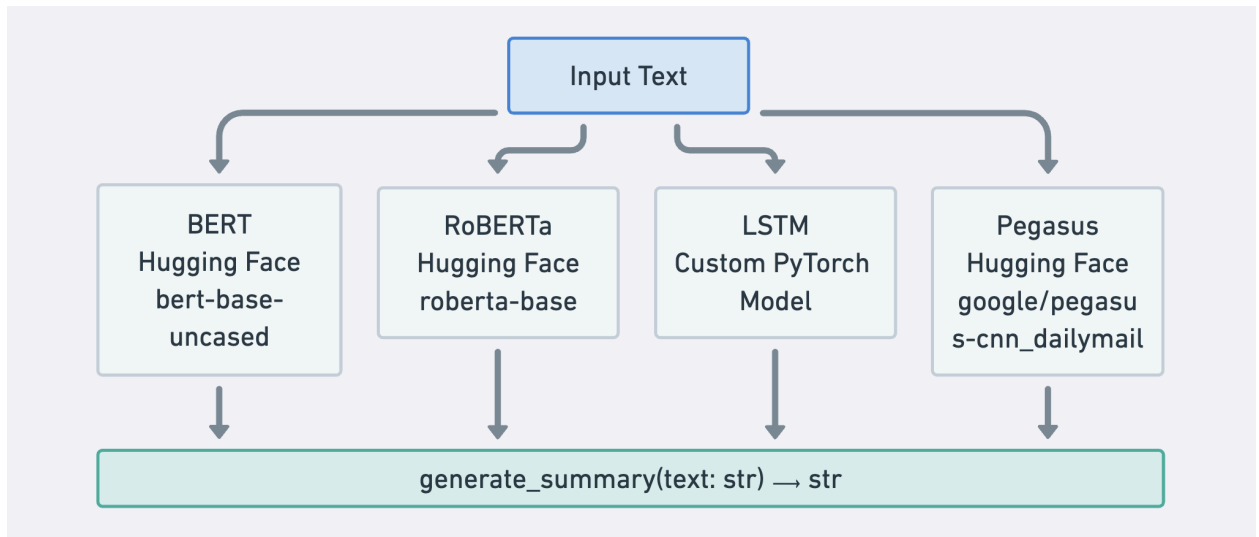 Input Text
BERT
Hugging Face
bert-base-
uncased
RoBERTa
Hugging Face
roberta-base
LSTM
Custom PyTorch
Model
Pegasus
Hugging Face
google/pegasu
s-cnn_dailymail
generate_summary(text: str) → str